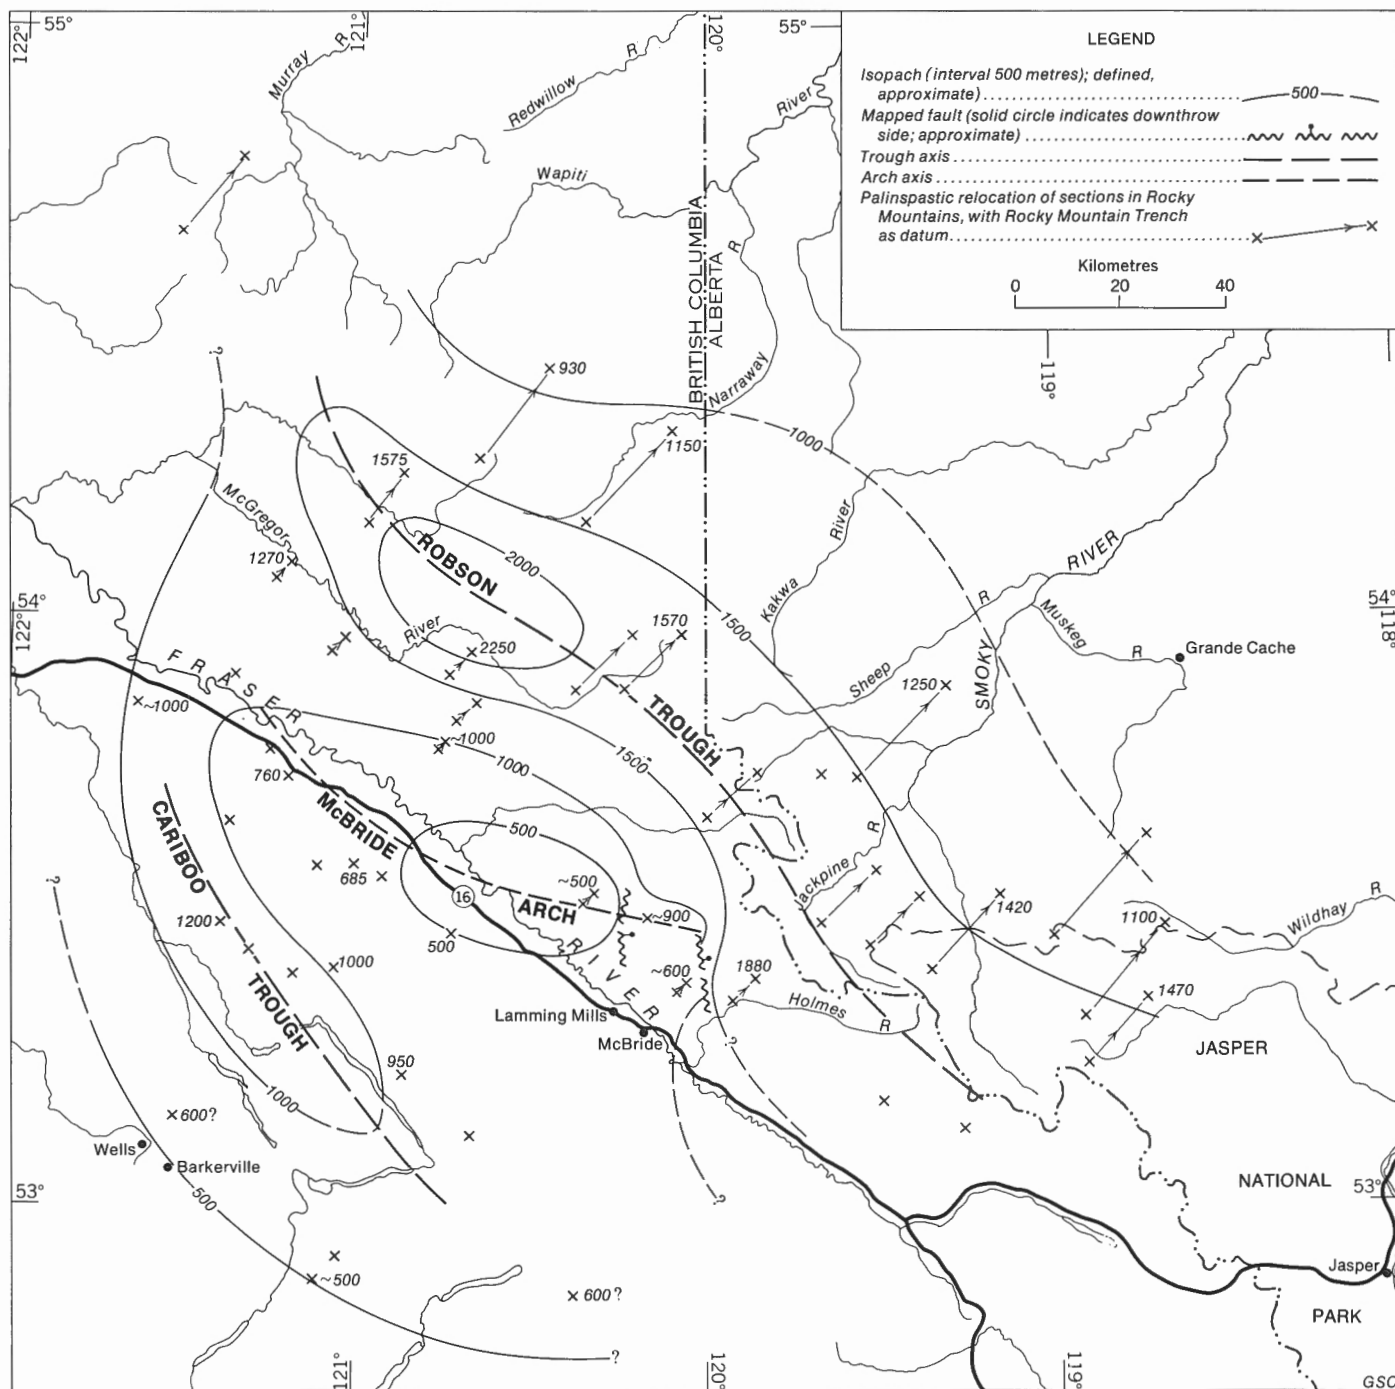 122°
55°
121°
120°
55°
LEGEND
Isopach (interval 500 metres); defined,
approximate)
500
Mapped fault (solid circle indicates downthrow
side; approximate)
Trough axis
Arch axis
Palinspastic relocation of sections in Rocky
Mountains, with Rocky Mountain Trench
as datum
Kilometres
0 20 40
Murray R
Redwillow R
River
Wapiti
R
BRITISH COLUMBIA
ALBERTA
?
930
Narraway
119°
1000
1150
1575
McGregor
ROBSON
2000
River
RIVER
1270
Kakwa
R
Muskeg
R
54°
122°
54°
118°
River
1570
1500
2250
Grande Cache
SMOKY
Sheep
1250
FRASER
~1000
TROUGH
~1000
1000
1500
760
McBRIDE
CARIBOO
500
R
Jackpine
685
~500
?
16
ARCH
~900
1420
1100
R
Wildhay
1200
500
RIVER
1000
~600
1880
1470
TROUGH
Holmes
R
Lamming Mills
McBride
?
JASPER
950
1000
600?
Wells
Barkerville
NATIONAL
53°
53°
500
?
Jasper
~500
600?
PARK
?
121°
120°
119°
GSC